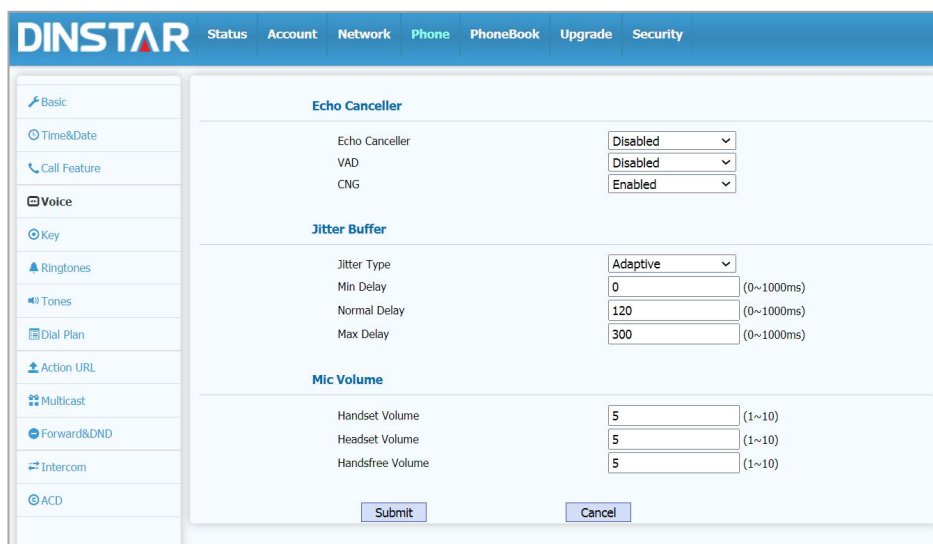 DINSTAR Status Account Network Phone PhoneBook Upgrade Security
Basic
Time&Date
Call Feature
Voice
Key
Ringtones
Tones
Dial Plan
Action URL
Multicast
Forward&DND
Intercom
ACD
Echo Canceller
Echo Canceller Disabled
VAD Disabled
CNG Enabled
Jitter Buffer
Jitter Type Adaptive
Min Delay 0 (0~1000ms)
Normal Delay 120 (0~1000ms)
Max Delay 300 (0~1000ms)
Mic Volume
Handset Volume 5 (1~10)
Headset Volume 5 (1~10)
Handsfree Volume 5 (1~10)
Submit Cancel